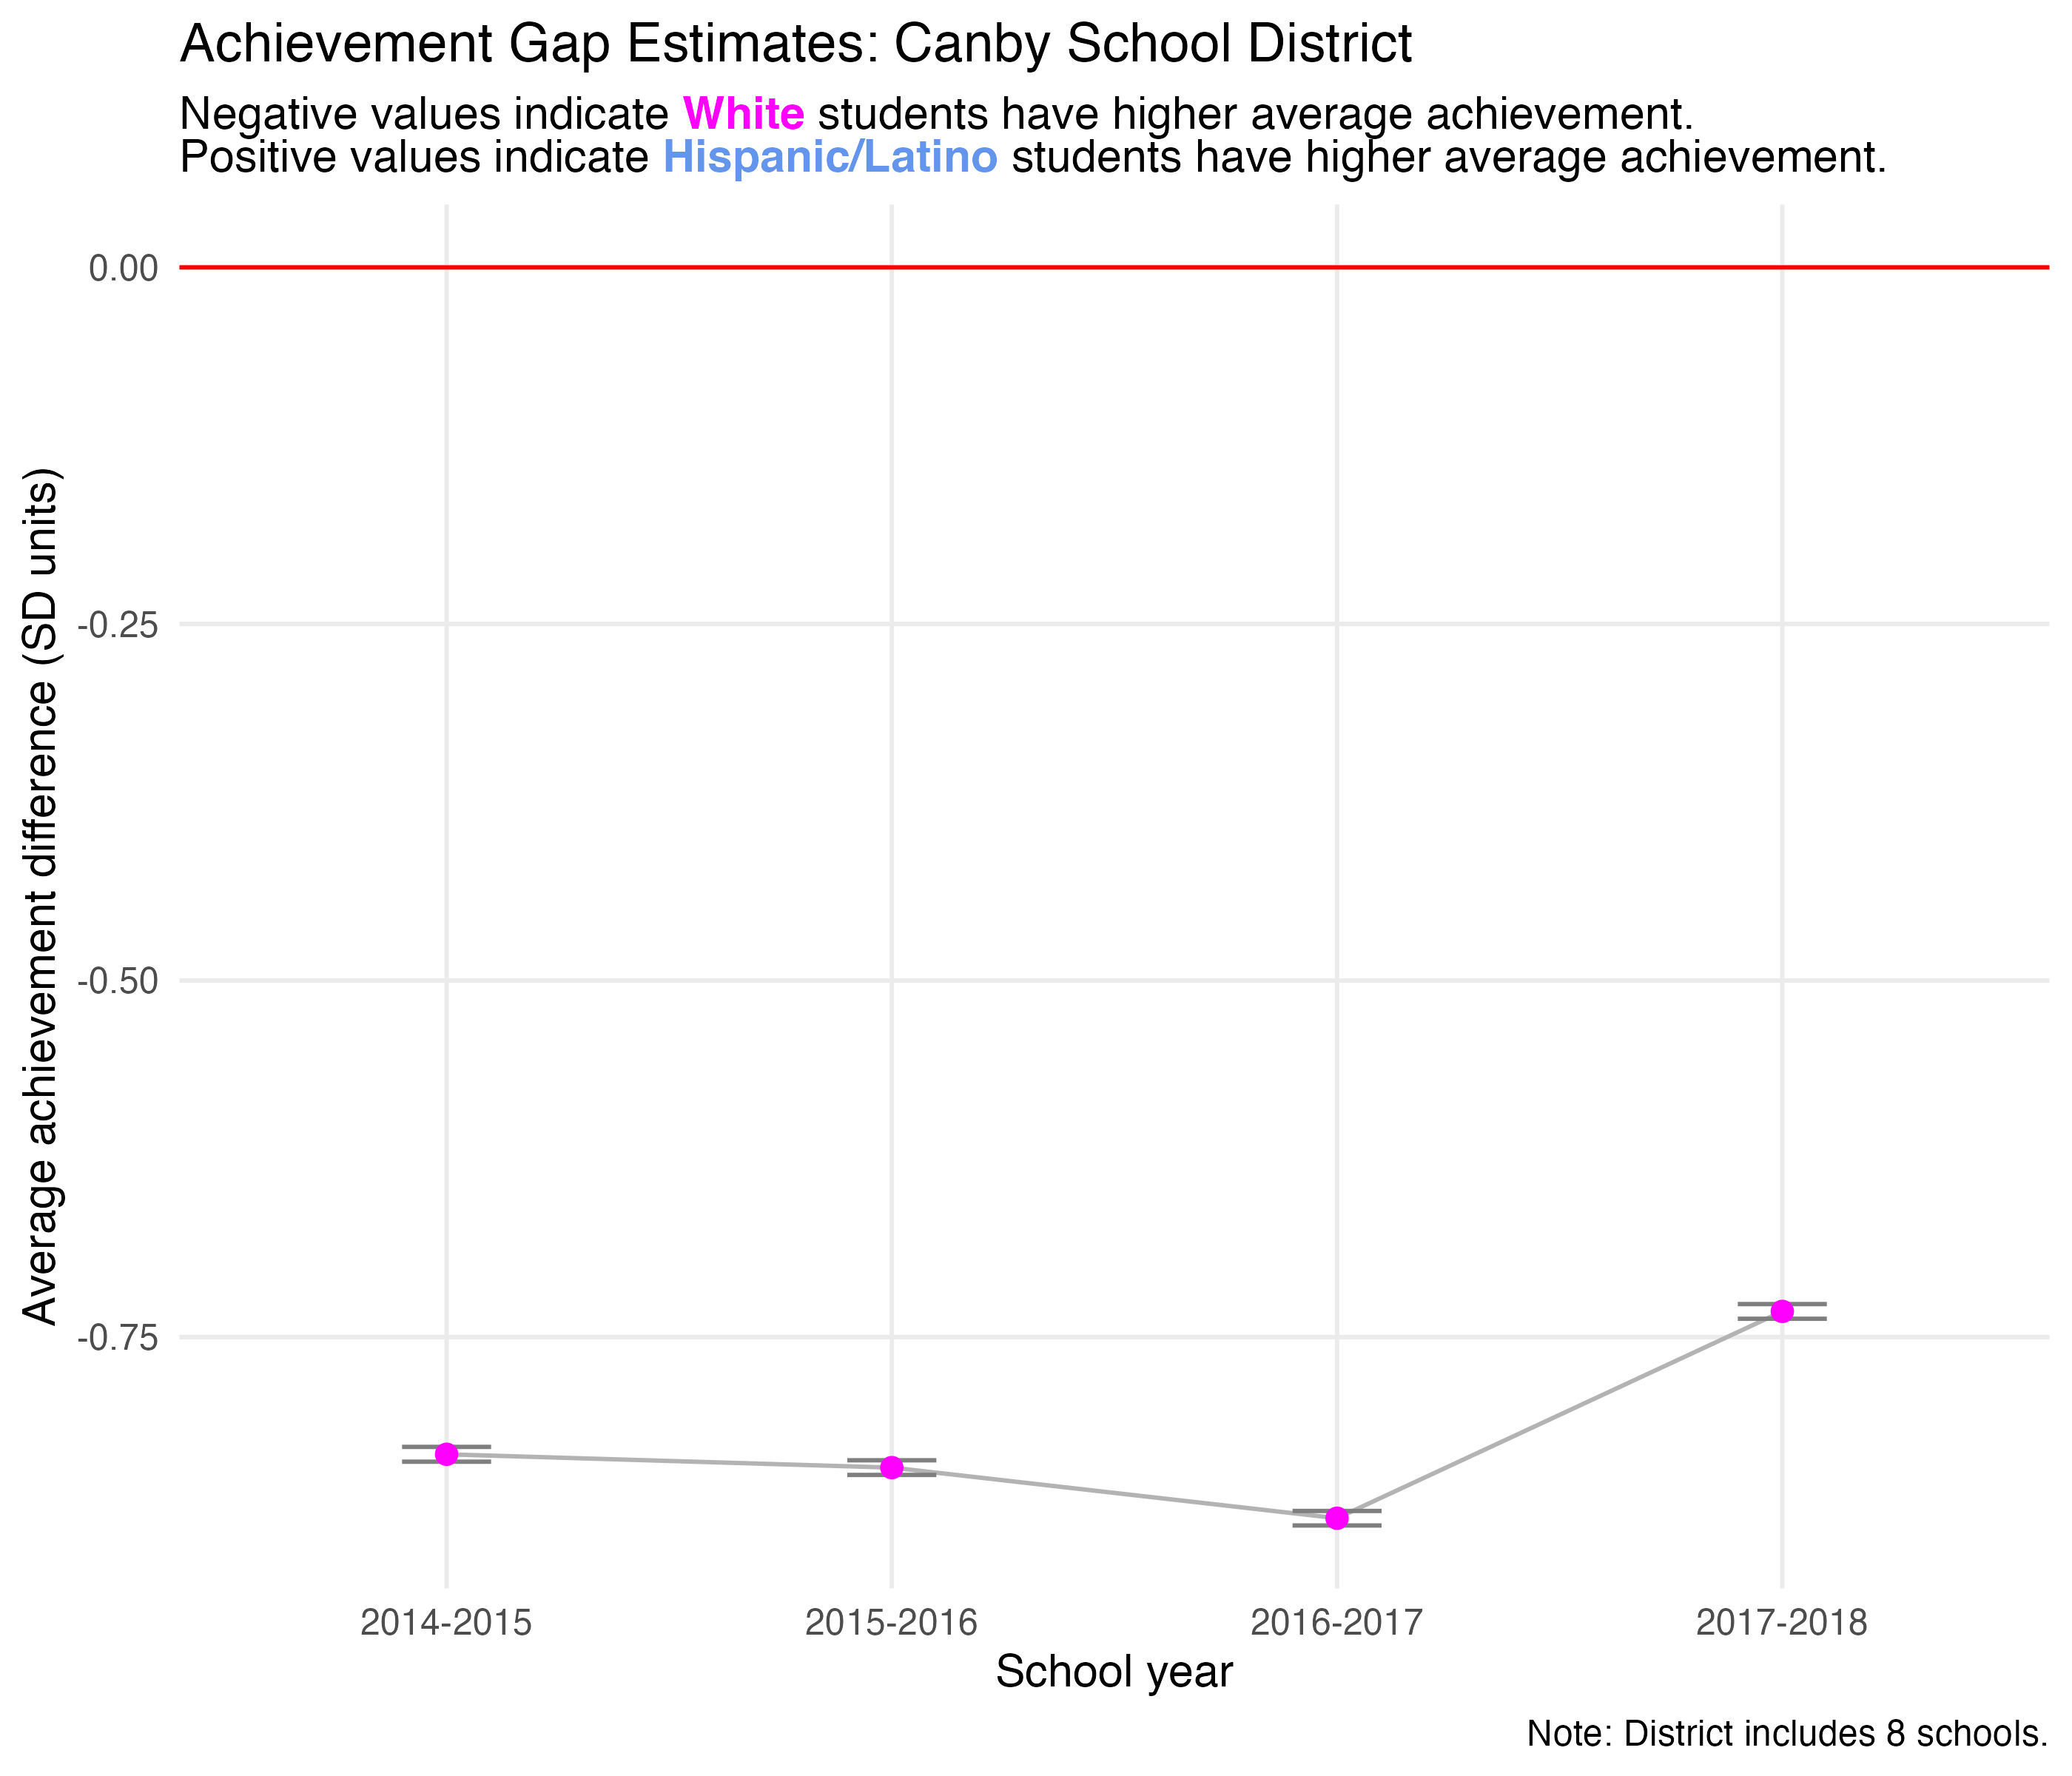 Achievement Gap Estimates: Canby School District
Negative values indicate White students have higher average achievement.
Positive values indicate Hispanic/Latino students have higher average achievement.
Average achievement difference (SD units)
0.00
-0.25
-0.50
-0.75
2014-2015
2015-2016
2016-2017
2017-2018
School year
Note: District includes 8 schools.